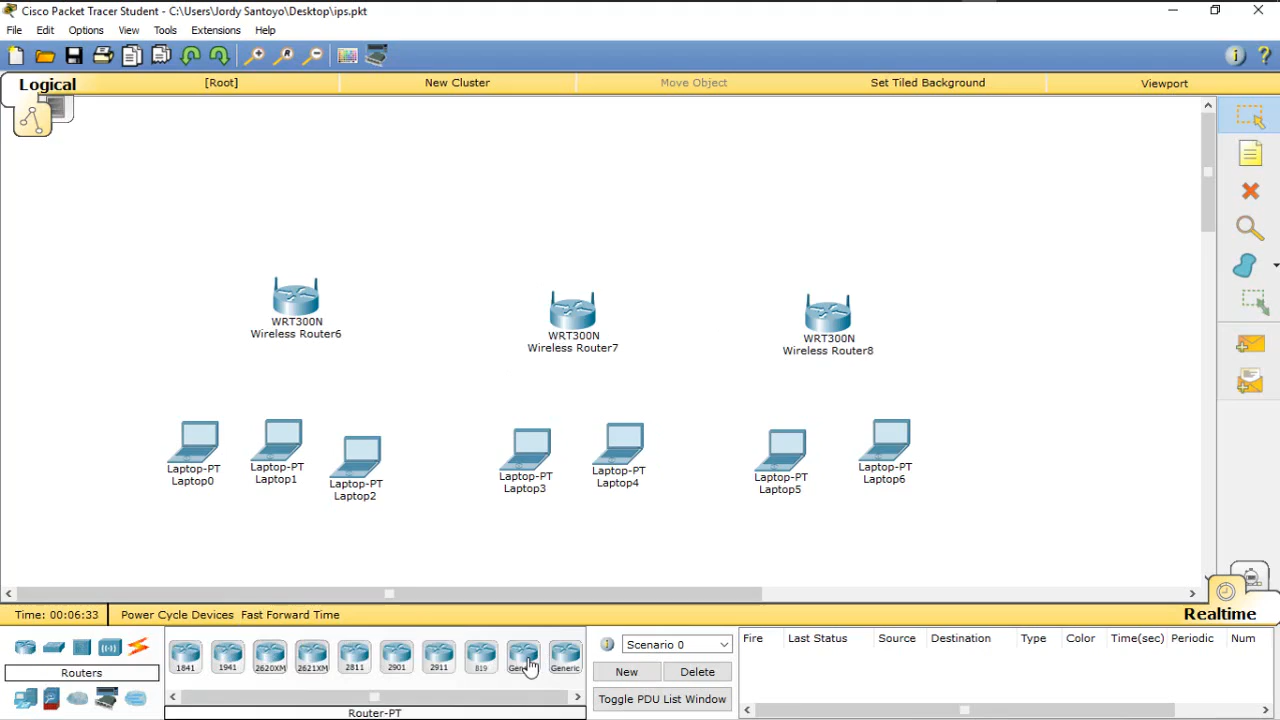 Cisco Packet Tracer Student - C:\Users\Jordy Santoyo\Desktop\ips.pkt
File Edit Options View Tools Extensions Help
Logical [Root] New Cluster Move Object Set Tiled Background Viewport
WRT300N
Wireless Router6
WRT300N
Wireless Router7
WRT300N
Wireless Router8
Laptop-PT
Laptop0
Laptop-PT
Laptop1
Laptop-PT
Laptop2
Laptop-PT
Laptop3
Laptop-PT
Laptop4
Laptop-PT
Laptop5
Laptop-PT
Laptop6
Time: 00:06:33 Power Cycle Devices Fast Forward Time
Realtime
Routers
1841 1941 2620XM 2621XM 2811 2901 2911 819 Generic
Router-PT
Scenario 0
New Delete
Toggle PDU List Window
Fire Last Status Source Destination Type Color Time(sec) Periodic Num